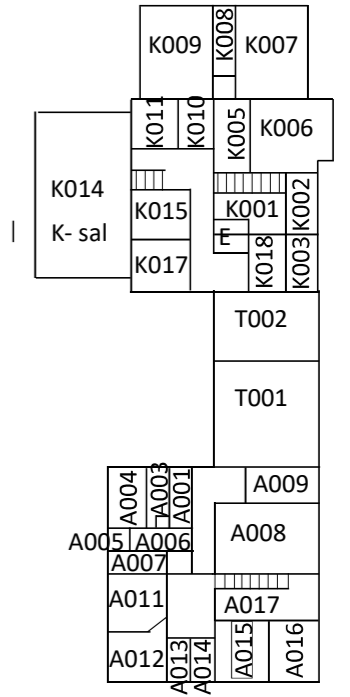 K009
K008
K007
K011
K010
K005
K006
K014
K- sal
K015
K001
K002
E
K017
K018
K003
T002
T001
A004
A003
A001
A009
A008
A005
A006
A007
A011
A017
A012
A013
A014
A015
A016